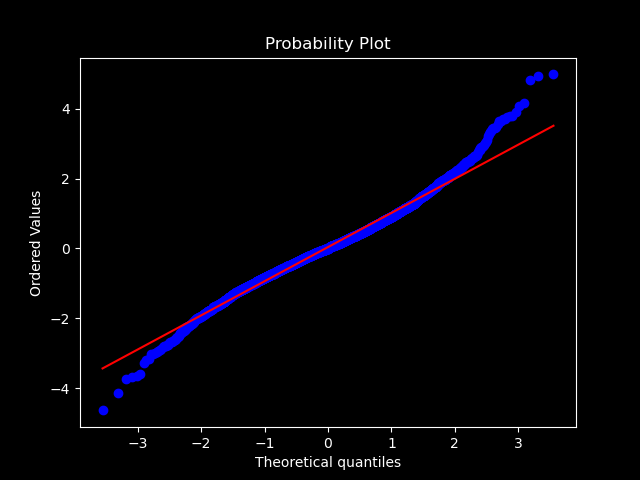 Probability Plot
Ordered Values
4
2
0
−2
−4
−3 −2 −1 0 1 2 3
Theoretical quantiles